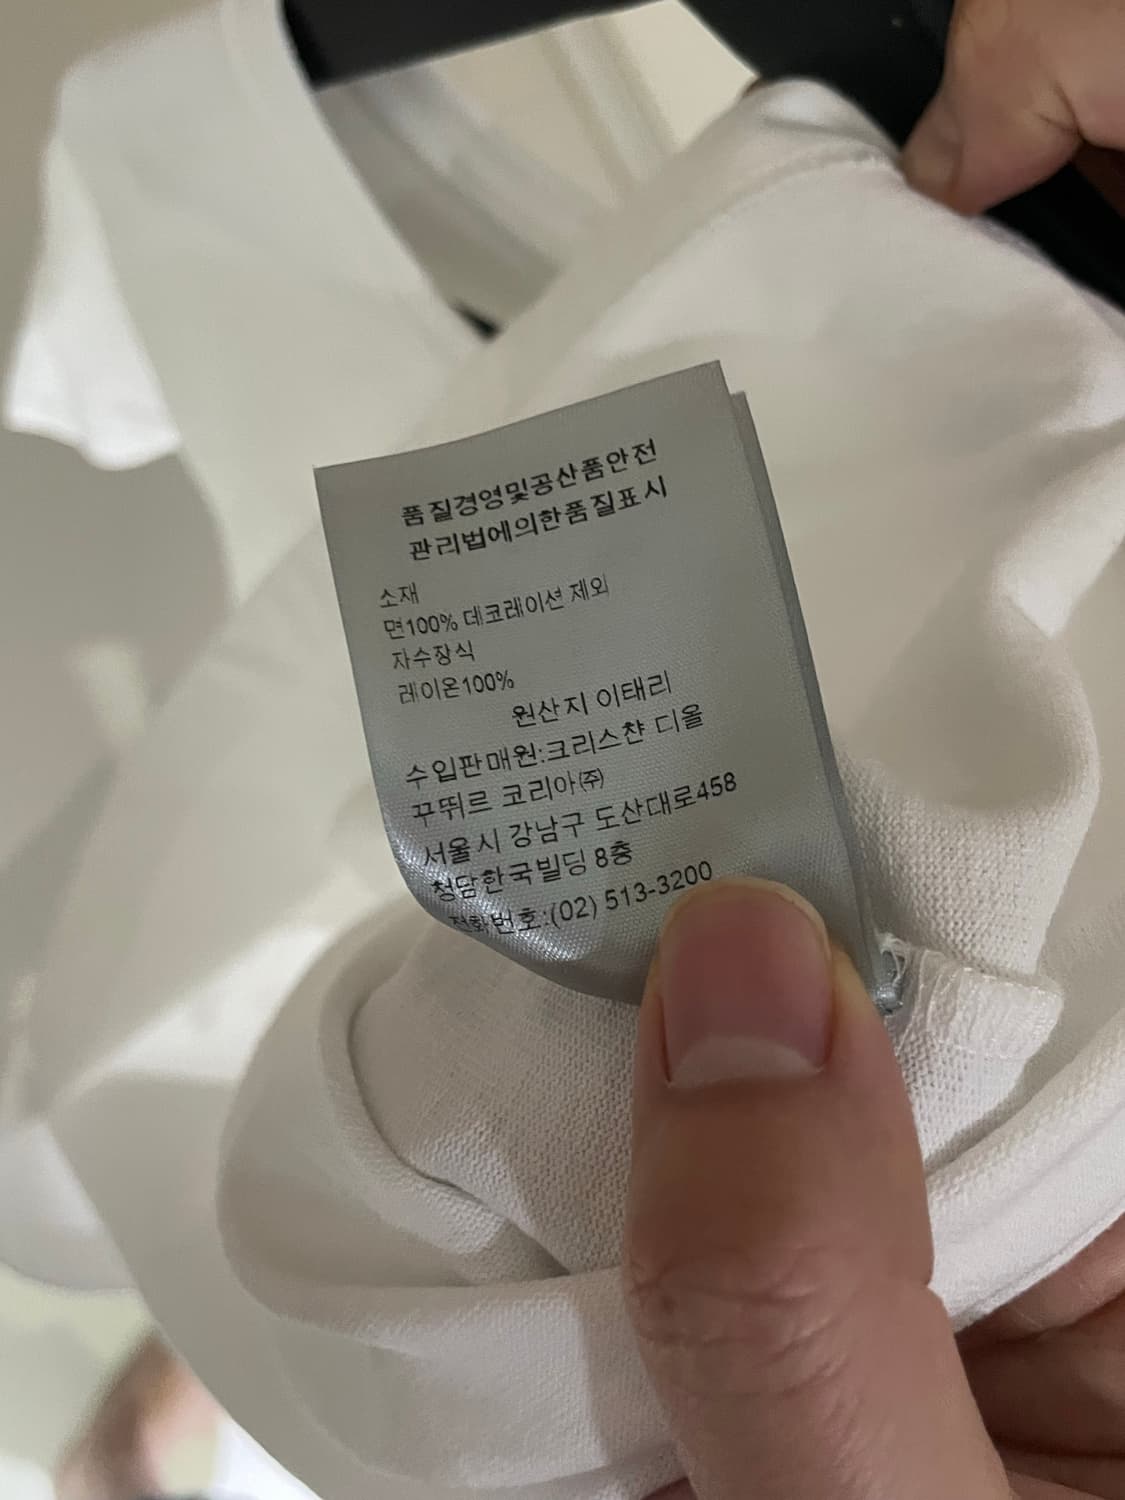 품질경영및공산품안전
관리법에의한품질표시
소재
면100% 데코레이션 제외
자수장식
레이온100%
원산지 이태리
수입판매원:크리스챤 디올
꾸뛰르 코리아㈜
서울시 강남구 도산대로458
청담한국빌딩 8층
전화번호:(02) 513-3200